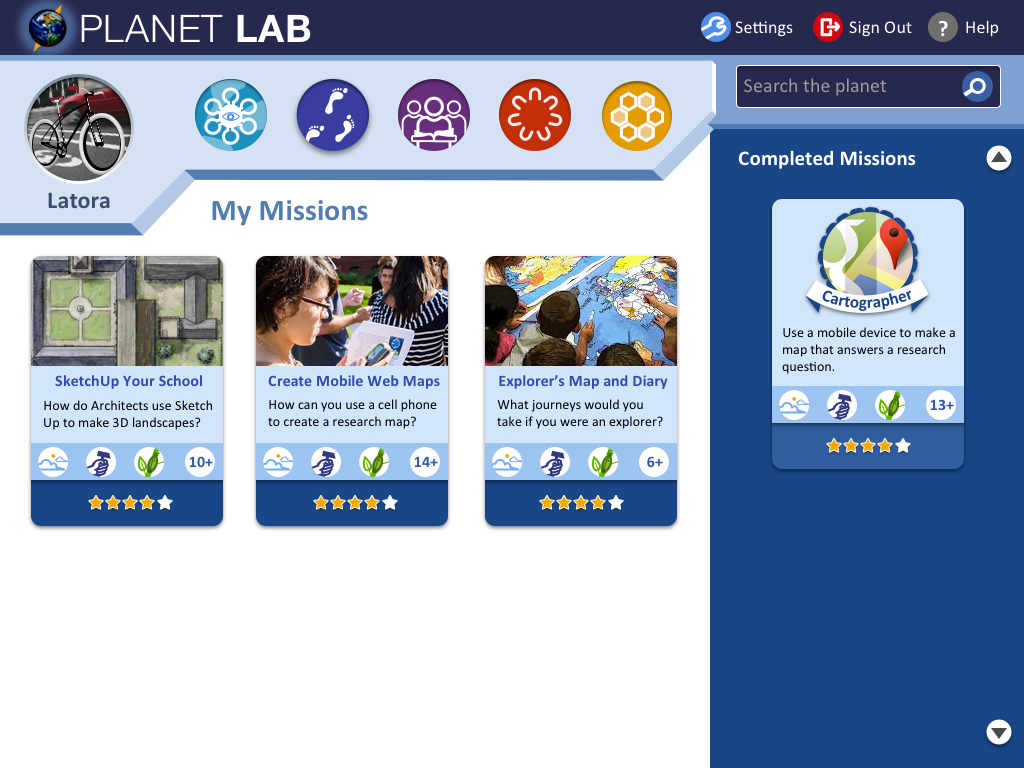 PLANET LAB
Settings
Sign Out
? Help
Search the planet
Latora
My Missions
Completed Missions
SketchUp Your School
How do Architects use Sketch
Up to make 3D landscapes?
10+
Create Mobile Web Maps
How can you use a cell phone
to create a research map?
14+
Explorer’s Map and Diary
What journeys would you
take if you were an explorer?
6+
Cartographer
Use a mobile device to make a
map that answers a research
question.
13+